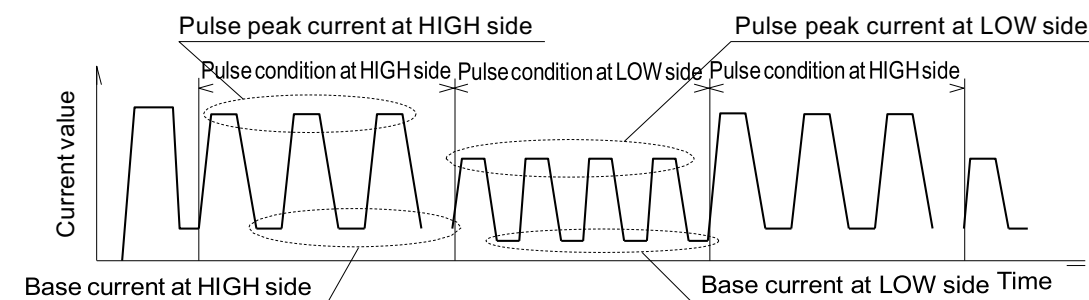 Pulse peak current at HIGH side
Pulse peak current at LOW side
Pulse condition at HIGH side
Pulse condition at LOW side
Pulse condition at HIGH side
Current value
Base current at HIGH side
Base current at LOW side
Time